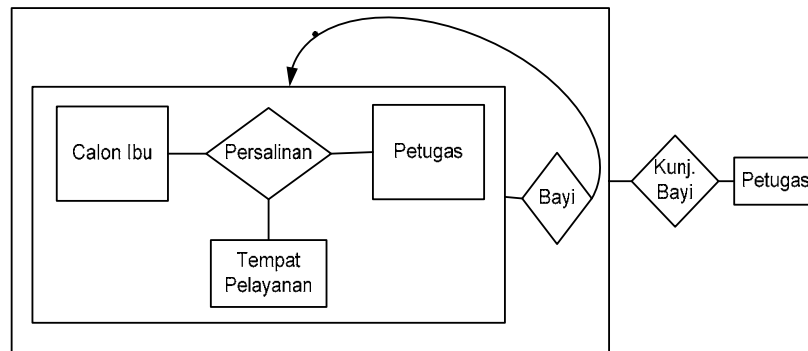 Calon Ibu
Persalinan
Petugas
Tempat
Pelayanan
Bayi
Kunj.
Bayi
Petugas